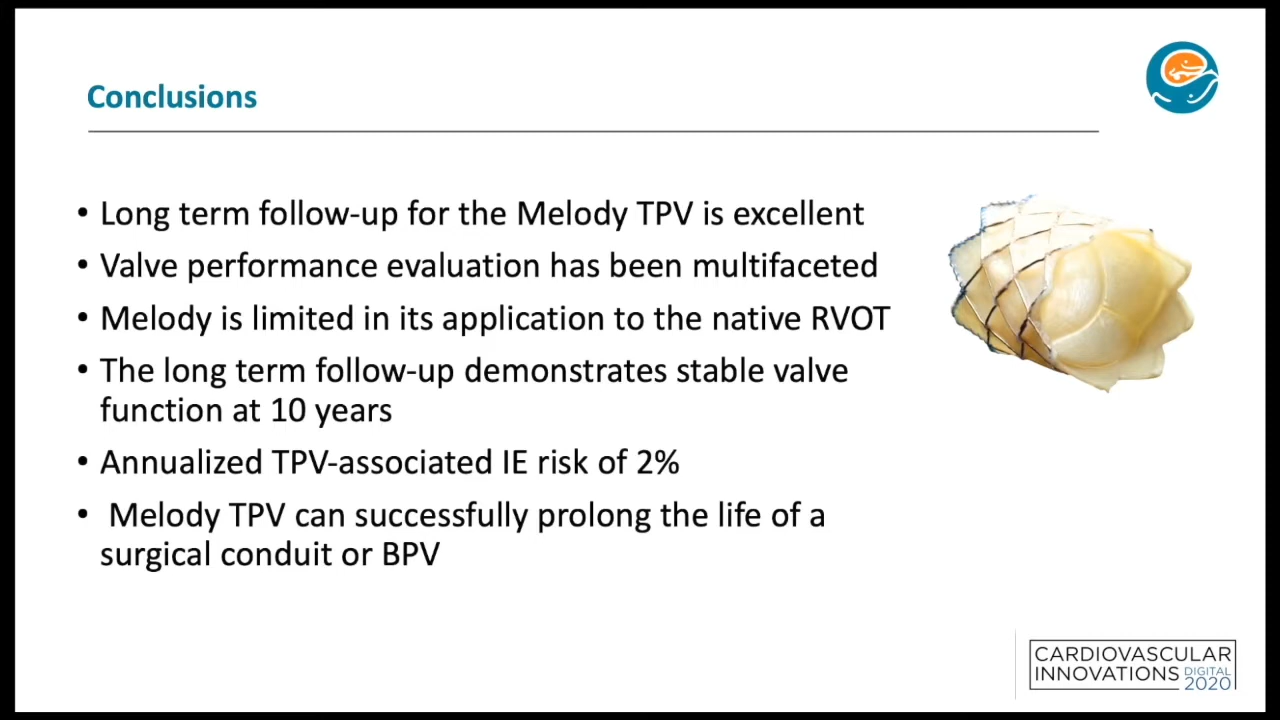 Conclusions
• Long term follow-up for the Melody TPV is excellent
• Valve performance evaluation has been multifaceted
• Melody is limited in its application to the native RVOT
• The long term follow-up demonstrates stable valve
function at 10 years
• Annualized TPV-associated IE risk of 2%
• Melody TPV can successfully prolong the life of a
surgical conduit or BPV
CARDIOVASCULAR
INNOVATIONS DIGITAL
2020